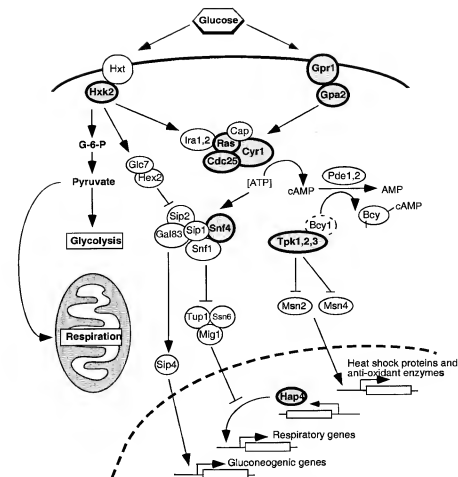 Glucose
Hxt
Gpr1
Hxk2
Gpa2
Cap
Ira1,2
Ras
Cyr1
Cdc25
G-6-P
Glc7
Hex2
[ATP]
Pde1,2
cAMP
AMP
Pyruvate
Sip2
Snf4
Bcy
cAMP
Gal83
Sip1
Bcy1
Glycolysis
Snf1
Tpk1,2,3
Msn2
Msn4
Tup1
Ssn6
Respiration
Mig1
Sip4
Heat shock proteins and
anti-oxidant enzymes
Hap4
Respiratory genes
Gluconeogenic genes